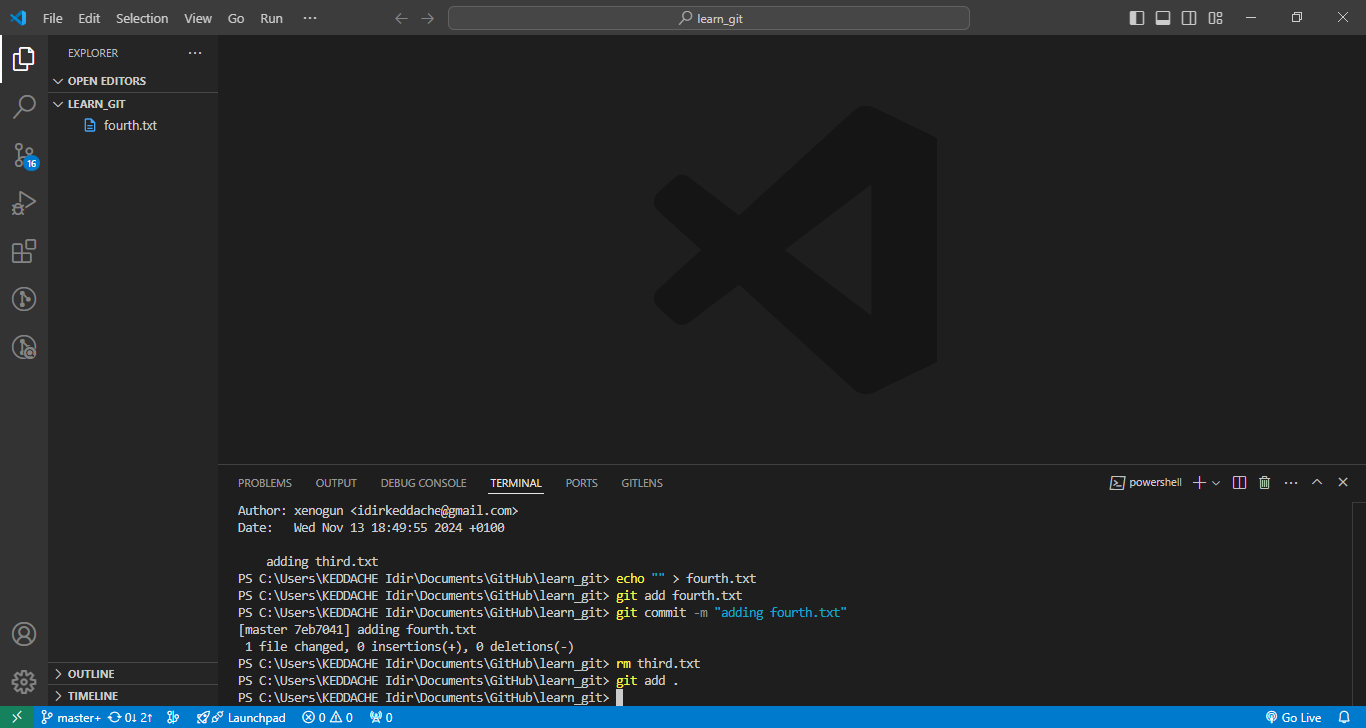 File Edit Selection View Go Run ··· learn_git
EXPLORER ···
OPEN EDITORS
LEARN_GIT
fourth.txt
16
PROBLEMS OUTPUT DEBUG CONSOLE TERMINAL PORTS GITLENS powershell ···
Author: xenogun <idirkeddache@gmail.com>
Date:   Wed Nov 13 18:49:55 2024 +0100
    adding third.txt
PS C:\Users\KEDDACHE Idir\Documents\GitHub\learn_git> echo "" > fourth.txt
PS C:\Users\KEDDACHE Idir\Documents\GitHub\learn_git> git add fourth.txt
PS C:\Users\KEDDACHE Idir\Documents\GitHub\learn_git> git commit -m "adding fourth.txt"
[master 7eb7041] adding fourth.txt
 1 file changed, 0 insertions(+), 0 deletions(-)
PS C:\Users\KEDDACHE Idir\Documents\GitHub\learn_git> rm third.txt
PS C:\Users\KEDDACHE Idir\Documents\GitHub\learn_git> git add .
PS C:\Users\KEDDACHE Idir\Documents\GitHub\learn_git>
OUTLINE
TIMELINE
master+ 0↓ 2↑ Launchpad 0 0 0 Go Live